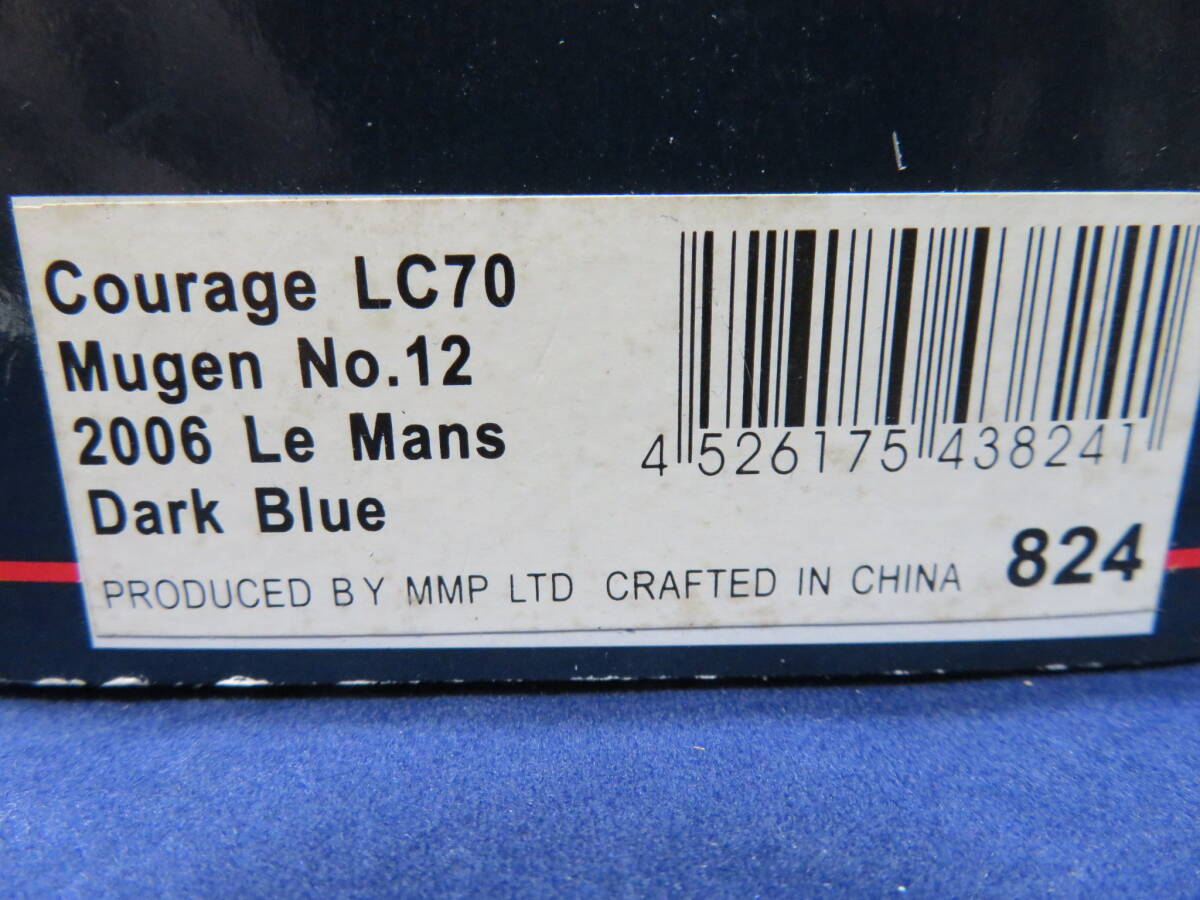 Courage LC70
Mugen No.12
2006 Le Mans
Dark Blue
4 526175 438241
PRODUCED BY MMP LTD CRAFTED IN CHINA 824